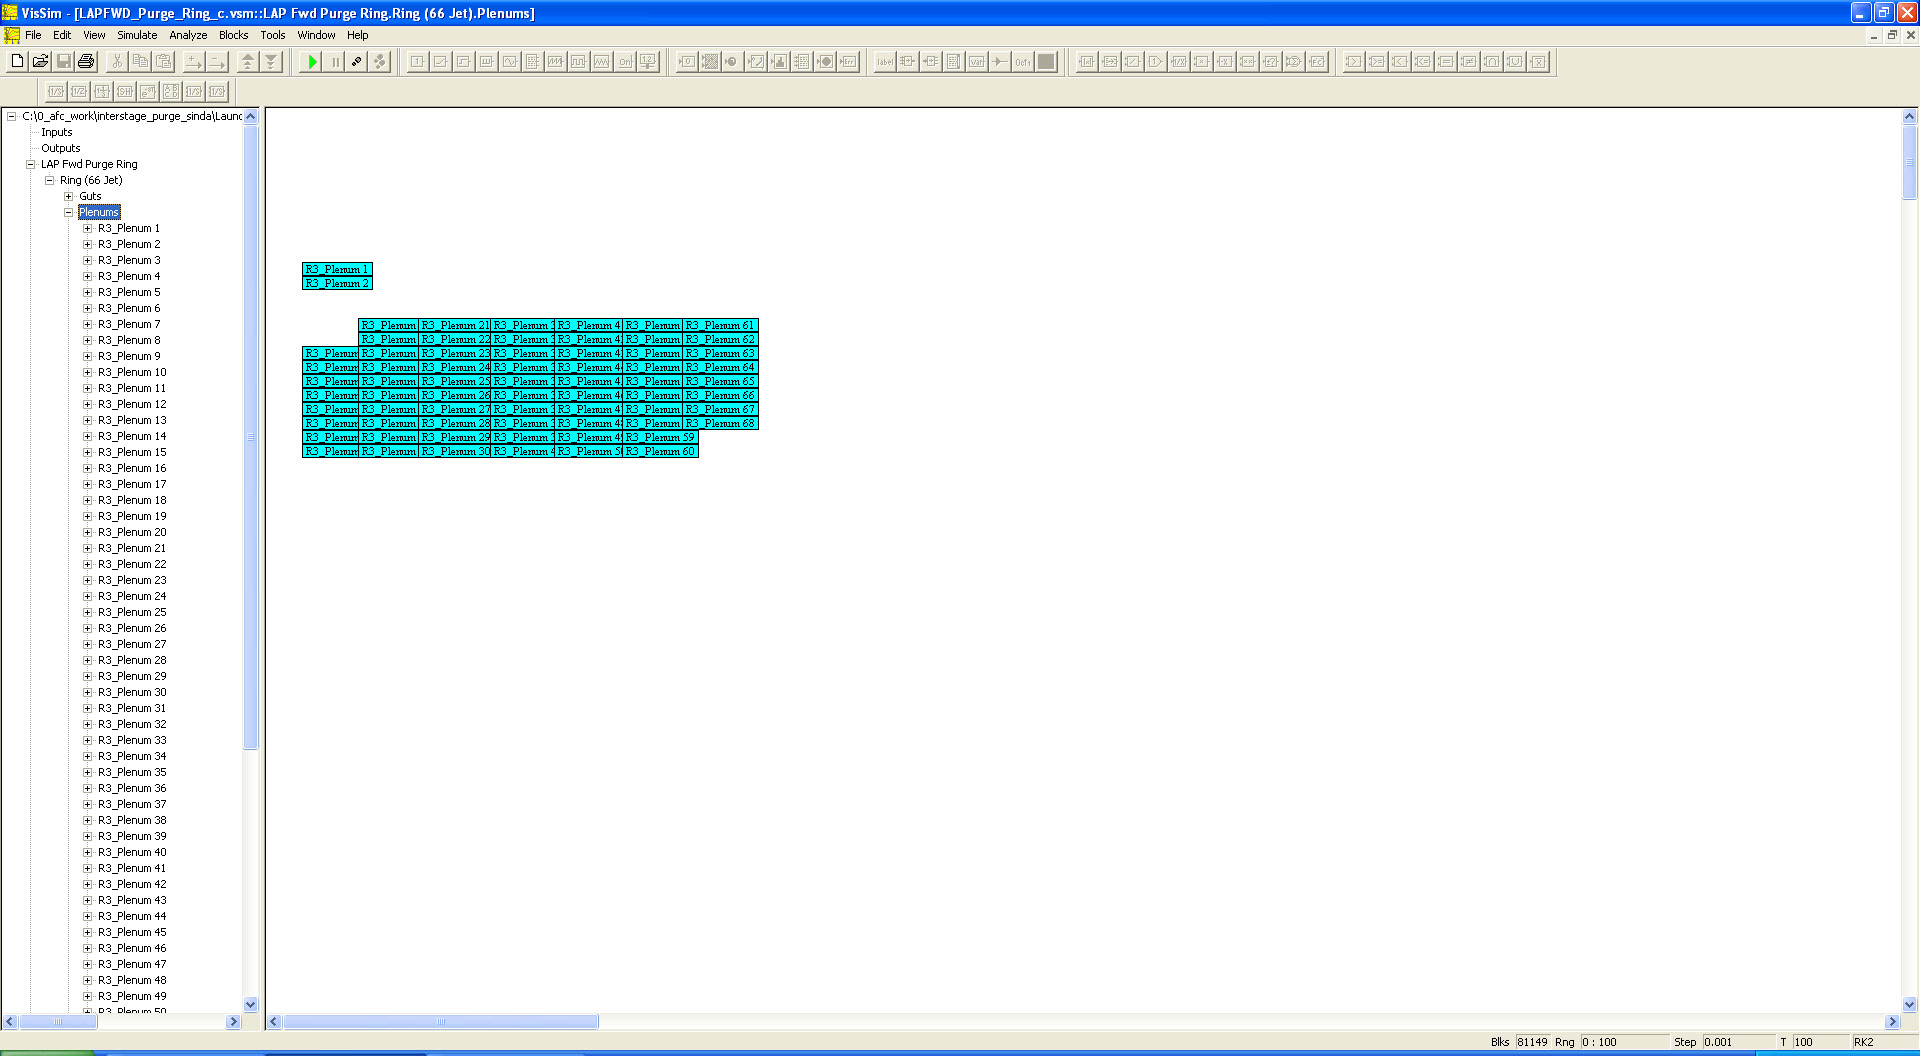 VisSim - [LAPFWD_Purge_Ring_c.vsm::LAP Fwd Purge Ring.Ring (66 Jet).Plenums]
File Edit View Simulate Analyze Blocks Tools Window Help
C:\0_afc_work\interstage_purge_sinda\Launc
Inputs
Outputs
LAP Fwd Purge Ring
Ring (66 Jet)
Guts
Plenums
R3_Plenum 1
R3_Plenum 2
R3_Plenum 3
R3_Plenum 4
R3_Plenum 5
R3_Plenum 6
R3_Plenum 7
R3_Plenum 8
R3_Plenum 9
R3_Plenum 10
R3_Plenum 11
R3_Plenum 12
R3_Plenum 13
R3_Plenum 14
R3_Plenum 15
R3_Plenum 16
R3_Plenum 17
R3_Plenum 18
R3_Plenum 19
R3_Plenum 20
R3_Plenum 21
R3_Plenum 22
R3_Plenum 23
R3_Plenum 24
R3_Plenum 25
R3_Plenum 26
R3_Plenum 27
R3_Plenum 28
R3_Plenum 29
R3_Plenum 30
R3_Plenum 31
R3_Plenum 32
R3_Plenum 33
R3_Plenum 34
R3_Plenum 35
R3_Plenum 36
R3_Plenum 37
R3_Plenum 38
R3_Plenum 39
R3_Plenum 40
R3_Plenum 41
R3_Plenum 42
R3_Plenum 43
R3_Plenum 44
R3_Plenum 45
R3_Plenum 46
R3_Plenum 47
R3_Plenum 48
R3_Plenum 49
R3_Plenum 50
R3_Plenum 1
R3_Plenum 2
R3_Plenum R3_Plenum 21 R3_Plenum R3_Plenum 4 R3_Plenum R3_Plenum 61
R3_Plenum R3_Plenum 22 R3_Plenum R3_Plenum 4 R3_Plenum R3_Plenum 62
R3_Plenum R3_Plenum R3_Plenum 23 R3_Plenum R3_Plenum 4 R3_Plenum R3_Plenum 63
R3_Plenum R3_Plenum R3_Plenum 24 R3_Plenum R3_Plenum 4 R3_Plenum R3_Plenum 64
R3_Plenum R3_Plenum R3_Plenum 25 R3_Plenum R3_Plenum 4 R3_Plenum R3_Plenum 65
R3_Plenum R3_Plenum R3_Plenum 26 R3_Plenum R3_Plenum 4 R3_Plenum R3_Plenum 66
R3_Plenum R3_Plenum R3_Plenum 27 R3_Plenum R3_Plenum 4 R3_Plenum R3_Plenum 67
R3_Plenum R3_Plenum R3_Plenum 28 R3_Plenum R3_Plenum 4 R3_Plenum R3_Plenum 68
R3_Plenum R3_Plenum R3_Plenum 29 R3_Plenum R3_Plenum 4 R3_Plenum 59
R3_Plenum R3_Plenum R3_Plenum 30 R3_Plenum 4 R3_Plenum 5 R3_Plenum 60
Blks 81149 Rng 0 : 100 Step 0.001 T 100 RK2